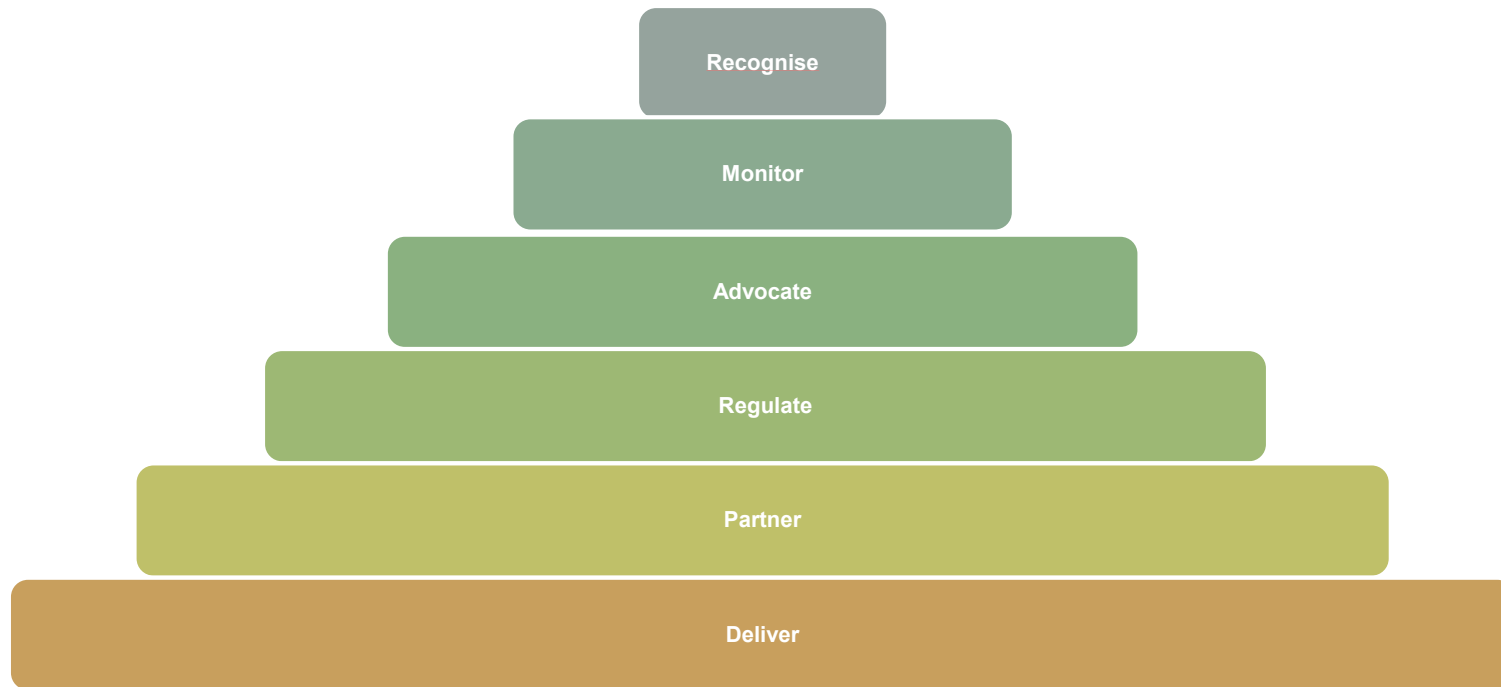 Recognise
Monitor
Advocate
Regulate
Partner
Deliver